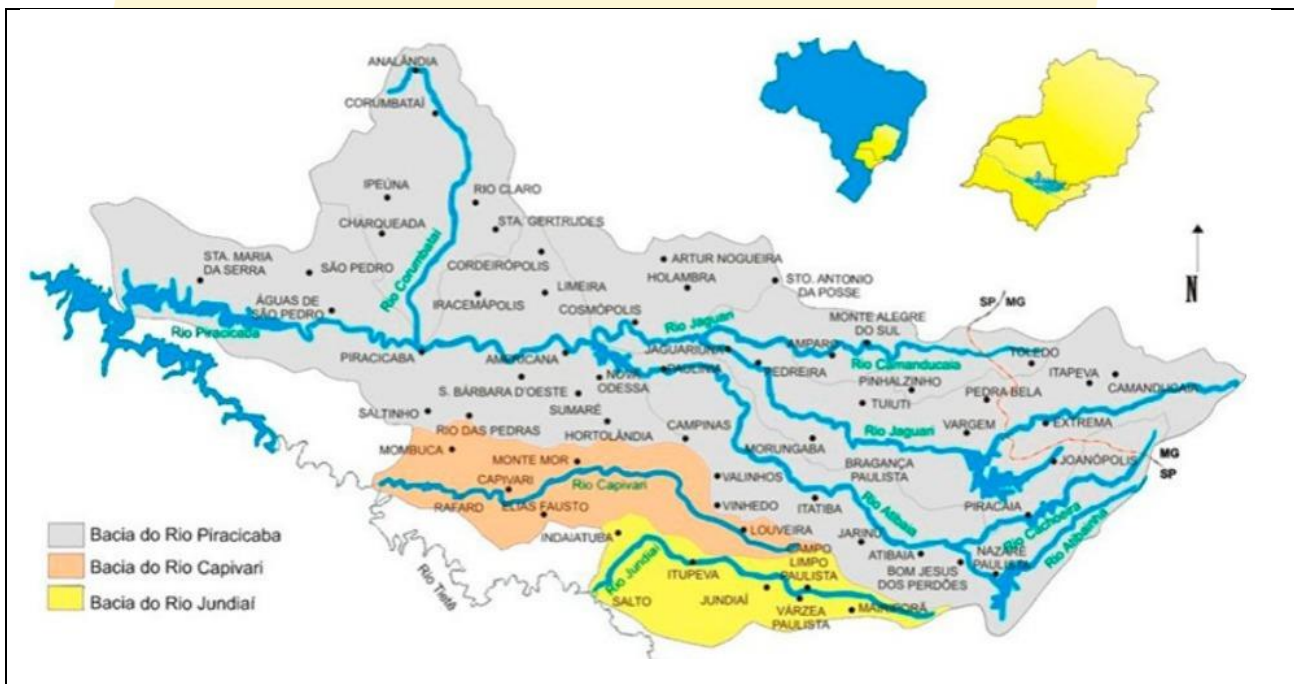 ANALÂNDIA
CORUMBATAÍ
IPEÚNA
RIO CLARO
CHARQUEADA
STA. GERTRUDES
STA. MARIA
DA SERRA
SÃO PEDRO
Rio Corumbataí
CORDEIRÓPOLIS
ARTUR NOGUEIRA
HOLAMBRA
STO. ANTONIO
DA POSSE
N
ÁGUAS DE
SÃO PEDRO
IRACEMÁPOLIS
LIMEIRA
COSMÓPOLIS
SP
MG
Rio Piracicaba
Rio Jaguari
MONTE ALEGRE
DO SUL
PIRACICABA
AMERICANA
JAGUARIÚNA
AMPARO
TOLEDO
Rio Camanducaia
PAULÍNIA
PEDREIRA
ITAPEVA
NOVA
ODESSA
PINHALZINHO
PEDRA BELA
CAMANDUCAIA
S. BÁRBARA D'OESTE
TUIUTI
SALTINHO
SUMARÉ
RIO DAS PEDRAS
HORTOLÂNDIA
CAMPINAS
Rio Jaguari
VARGEM
EXTREMA
MOMBUCA
MONTE MOR
MORUNGABA
BRAGANÇA
PAULISTA
JOANÓPOLIS
MG
SP
CAPIVARI
Rio Capivari
VALINHOS
RAFARD
ELIAS FAUSTO
VINHEDO
ITATIBA
Rio Atibaia
PIRACAIA
Rio Cachoeira
Rio Atibainha
Bacia do Rio Piracicaba
INDAIATUBA
LOUVEIRA
JARINU
CAMPO
LIMPO
PAULISTA
ATIBAIA
NAZARÉ
PAULISTA
BOM JESUS
DOS PERDÕES
Bacia do Rio Capivari
Rio Tietê
Rio Jundiaí
ITUPEVA
Bacia do Rio Jundiaí
SALTO
JUNDIAÍ
VÁRZEA
PAULISTA
MAIRIPORÃ